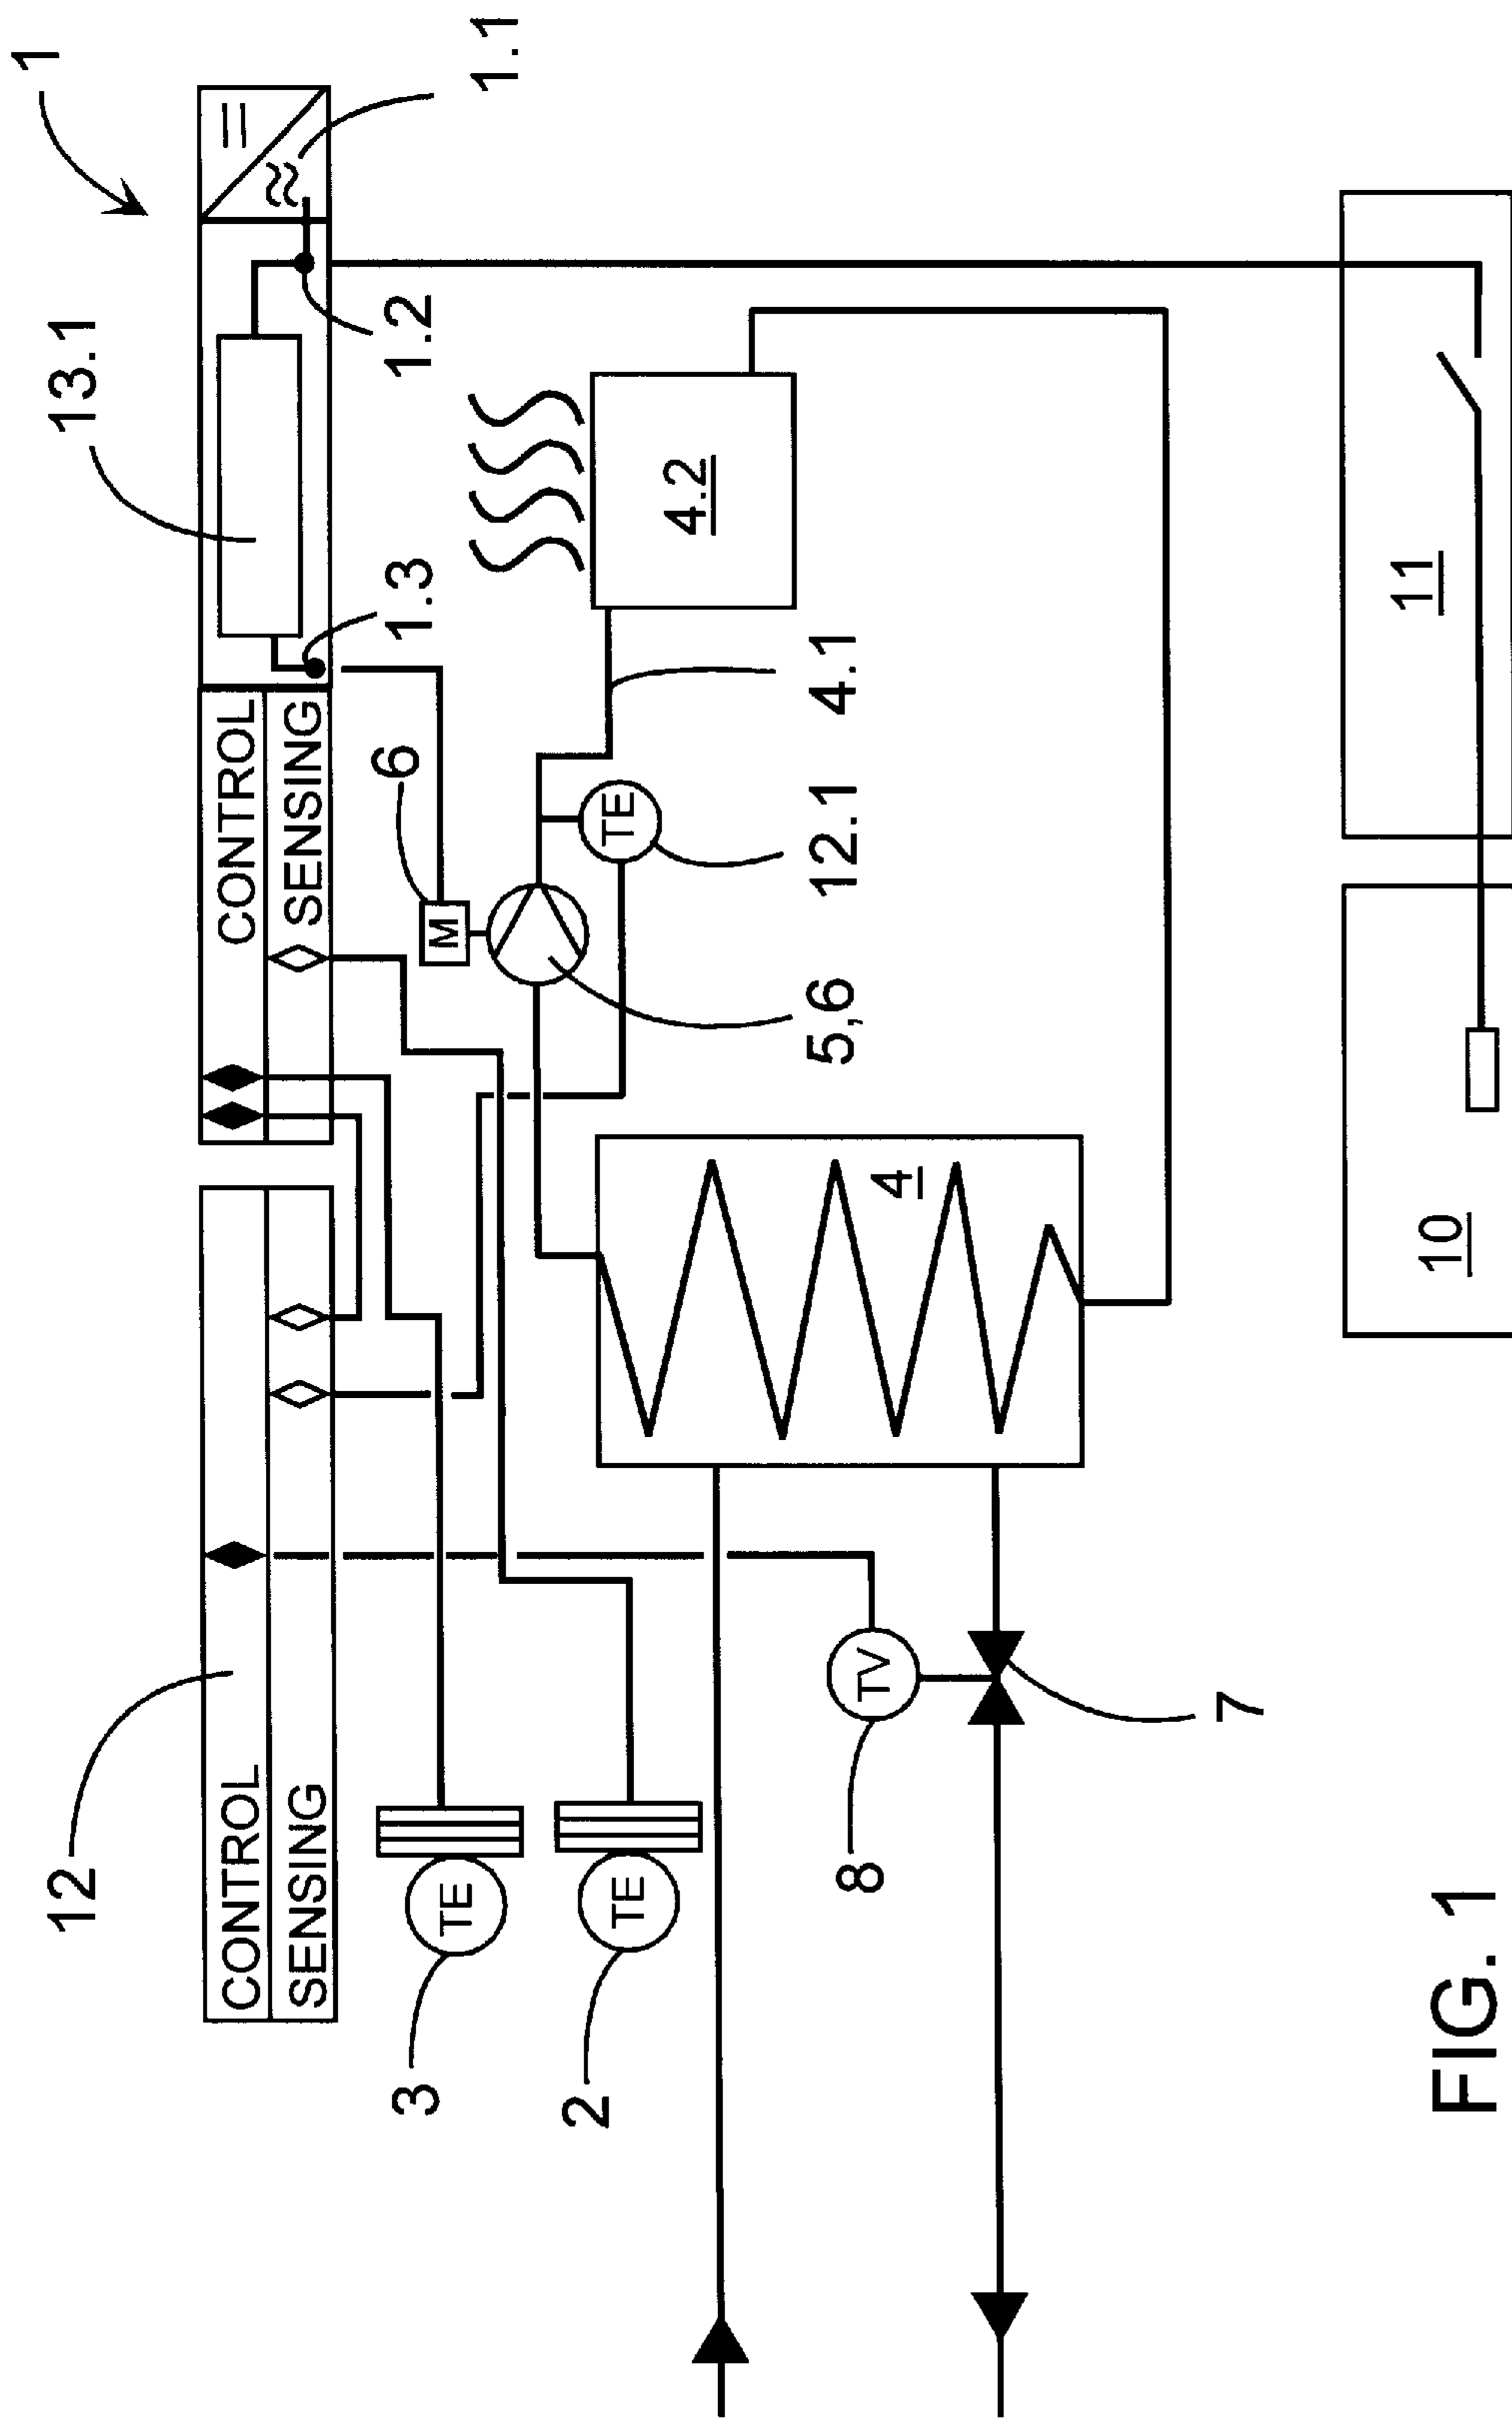 1
12
13.1
CONTROL
CONTROL
=
SENSING
SENSING
≈
3
6
1.3
1.2
1.1
M
TE
2
TE
TE
4.2
5,6
12.1
4.1
8
TV
4
7
10
11
FIG. 1